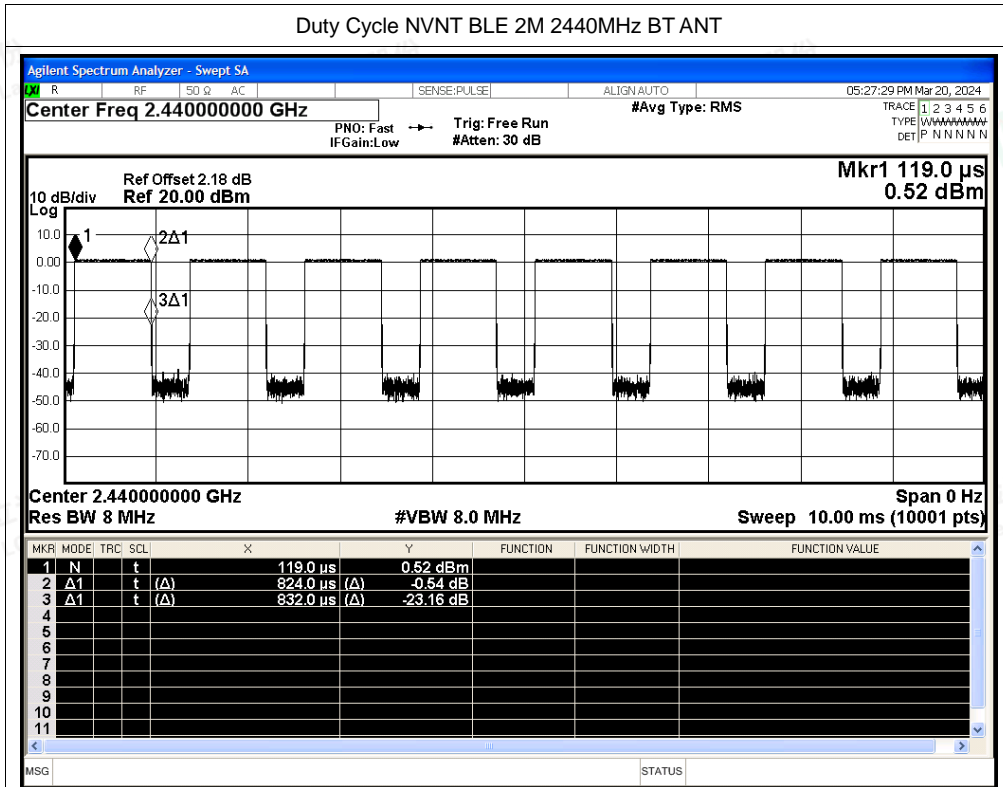 Duty Cycle NVNT BLE 2M 2440MHz BT ANT
Agilent Spectrum Analyzer - Swept SA
LXI R RF 50 Ω AC SENSE:PULSE ALIGN AUTO 05:27:29 PM Mar 20, 2024
Center Freq 2.440000000 GHz #Avg Type: RMS TRACE 1 2 3 4 5 6
PNO: Fast Trig: Free Run TYPE WWWWWW
IFGain:Low #Atten: 30 dB DET P N N N N N
Mkr1 119.0 µs
Ref Offset 2.18 dB
10 dB/div Ref 20.00 dBm 0.52 dBm
Log
10.0
1 2Δ1
0.00
-10.0
3Δ1
-20.0
-30.0
-40.0
-50.0
-60.0
-70.0
Center 2.440000000 GHz Span 0 Hz
Res BW 8 MHz #VBW 8.0 MHz Sweep 10.00 ms (10001 pts)
MKR MODE TRC SCL X Y FUNCTION FUNCTION WIDTH FUNCTION VALUE
1 N t 119.0 µs 0.52 dBm
2 Δ1 t (Δ) 824.0 µs (Δ) -0.54 dB
3 Δ1 t (Δ) 832.0 µs (Δ) -23.16 dB
4
5
6
7
8
9
10
11
MSG STATUS